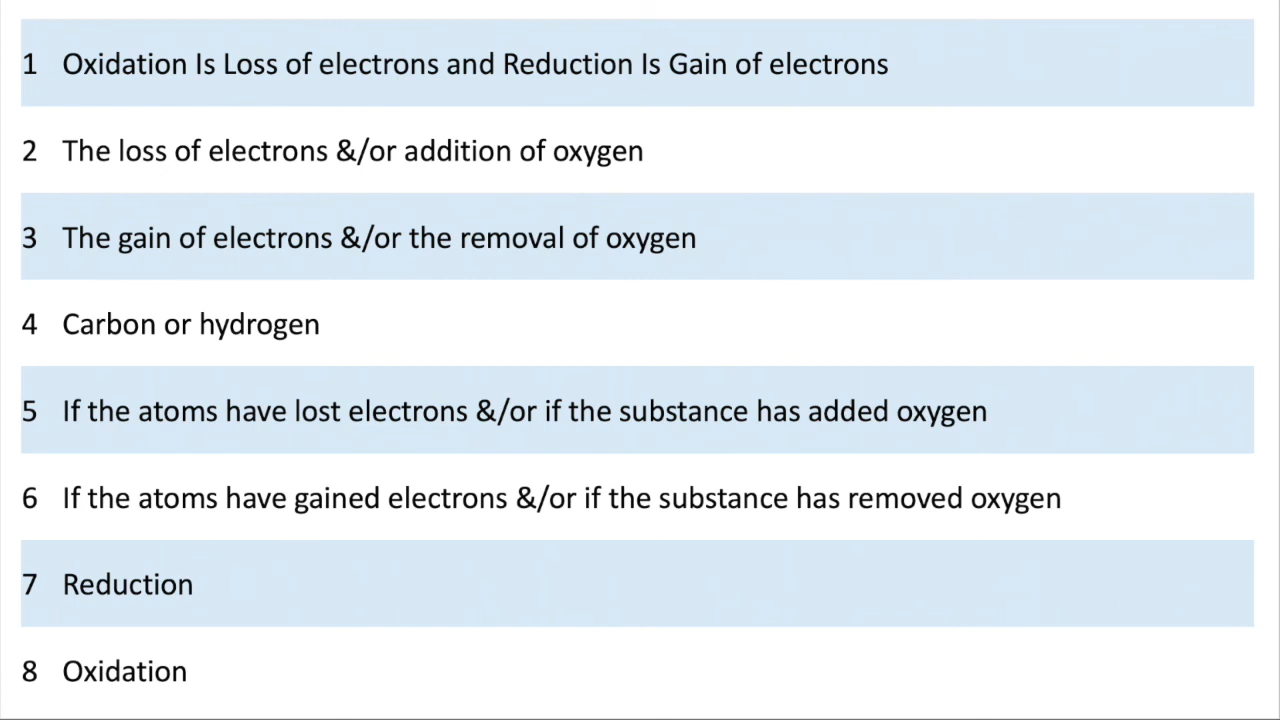 1 Oxidation Is Loss of electrons and Reduction Is Gain of electrons
2 The loss of electrons &/or addition of oxygen
3 The gain of electrons &/or the removal of oxygen
4 Carbon or hydrogen
5 If the atoms have lost electrons &/or if the substance has added oxygen
6 If the atoms have gained electrons &/or if the substance has removed oxygen
7 Reduction
8 Oxidation